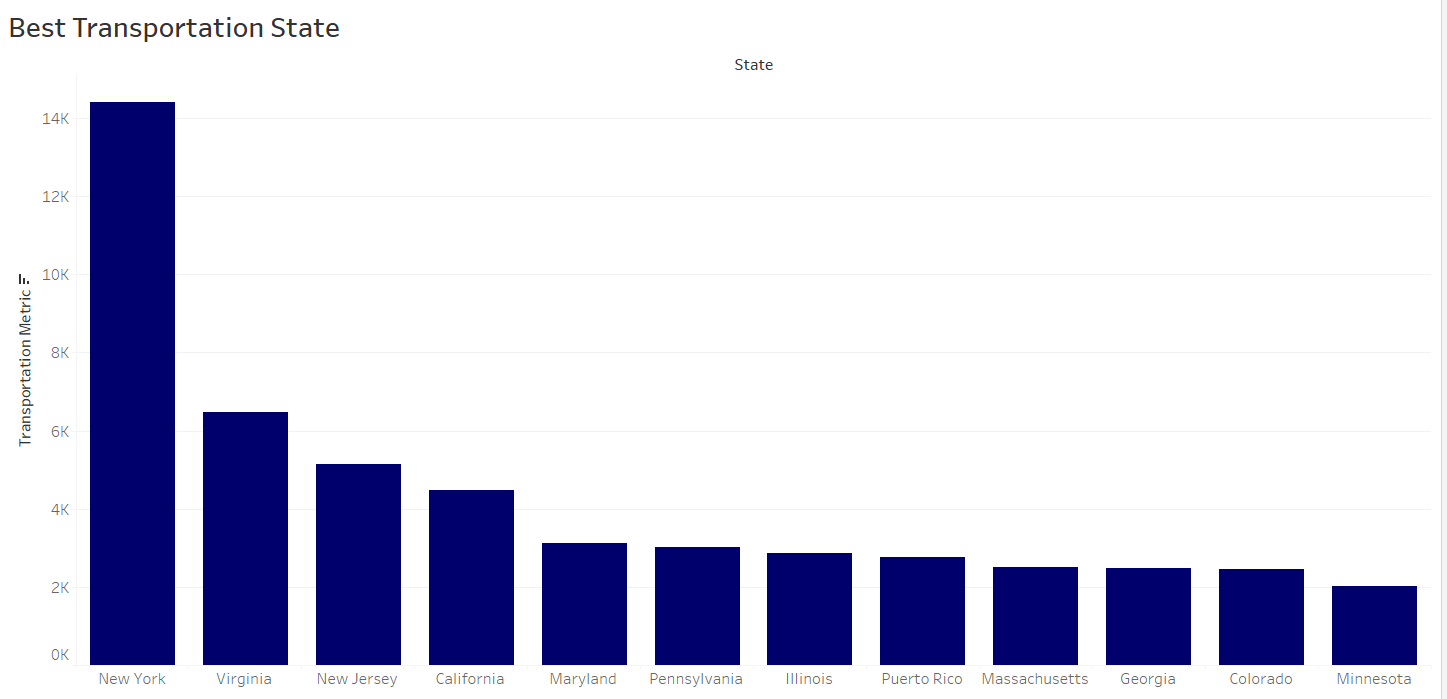 Best Transportation State
State
Transportation Metric
14K
12K
10K
8K
6K
4K
2K
0K
New York
Virginia
New Jersey
California
Maryland
Pennsylvania
Illinois
Puerto Rico
Massachusetts
Georgia
Colorado
Minnesota